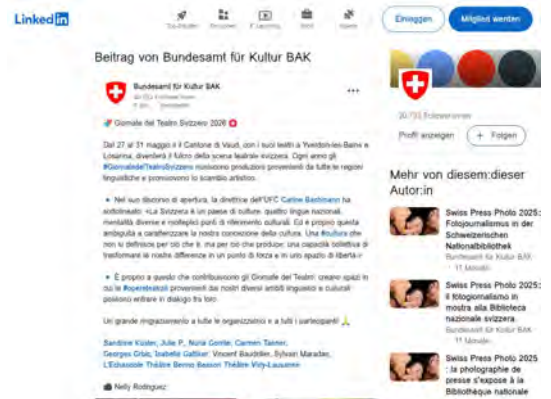 LinkedIn
Einloggen
Mitglied werden
Beitrag von Bundesamt für Kultur BAK
Bundesamt für Kultur BAK
Giornate del Teatro Svizzero 2026
Dal 27 al 31 maggio il Cantone di Vaud, con i suoi teatri a Yverdon-les-Bains e
Losanna, diventerà il fulcro della scena teatrale svizzera. Ogni anno gli
#GiornatedelTeatroSvizzero riuniscono produzioni provenienti da tutte le regioni
linguistiche e promuovono lo scambio artistico.
Nel suo discorso di apertura, la direttrice dell'UFC Carine Bachmann ha
sottolineato: «La Svizzera è un paese di culture: quattro lingue nazionali,
mentalità diverse e molteplici punti di riferimento culturali. Ed è proprio questa
ambiguità a caratterizzare la nostra concezione della cultura. Una #cultura che
non si definisce per ciò che è, ma per ciò che produce: una capacità collettiva di
trasformare le nostre differenze in un punto di forza e in uno spazio di libertà.»
È proprio a questo che contribuiscono gli Giornate del Teatro: creano spazi in
cui le #opereteatrali provenienti dai nostri diversi ambiti linguistici e culturali
possono entrare in dialogo tra loro.
Un grande ringraziamento a tutte le organizzatrici e a tutti i partecipanti!
Sandrine Kuster, Julie P., Nuria Gorrite, Carmen Tanner,
Georges Grbic, Isabelle Gattiker, Vincent Baudriller, Sylvain Maradan,
L'Echandole Théâtre Benno Besson Théâtre Vidy-Lausanne
Nelly Rodriguez
20.733 Follower:innen
Profil anzeigen
+ Folgen
Mehr von diesem:dieser
Autor:in
Swiss Press Photo 2025:
Fotojournalismus in der
Schweizerischen
Nationalbibliothek
Bundesamt für Kultur BAK
11 Monate
Swiss Press Photo 2025:
il fotogiornalismo in
mostra alla Biblioteca
nazionale svizzera
Bundesamt für Kultur BAK
11 Monate
Swiss Press Photo 2025
: la photographie de
presse s'expose à la
Bibliothèque nationale